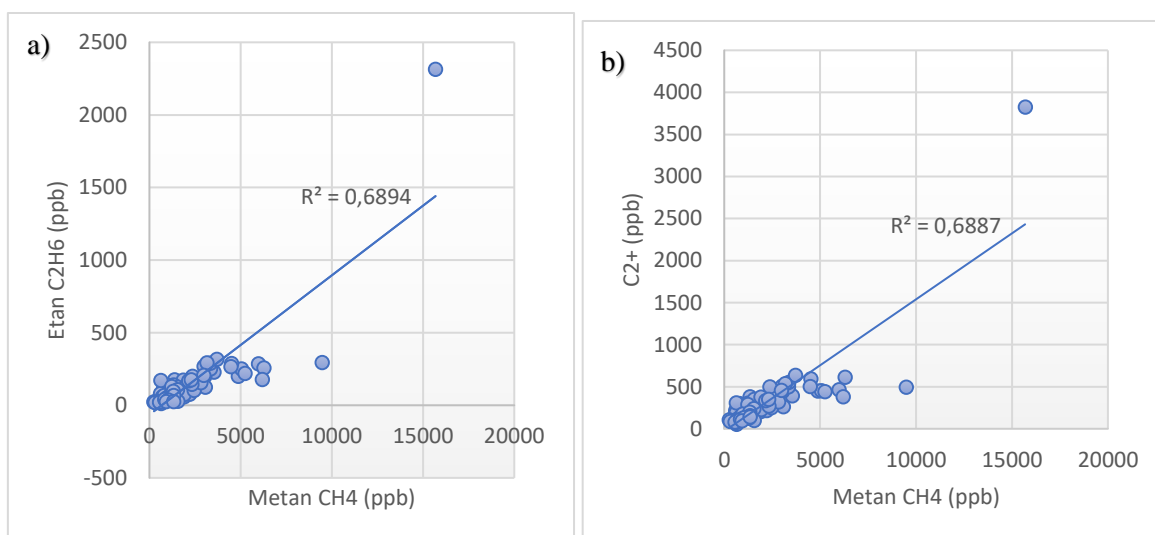 a)
2500
2000
1500
1000
500
0
-500
0 5000 10000 15000 20000
Etan C2H6 (ppb)
Metan CH4 (ppb)
R² = 0,6894
b)
4500
4000
3500
3000
2500
2000
1500
1000
500
0
0 5000 10000 15000 20000
C2+ (ppb)
Metan CH4 (ppb)
R² = 0,6887